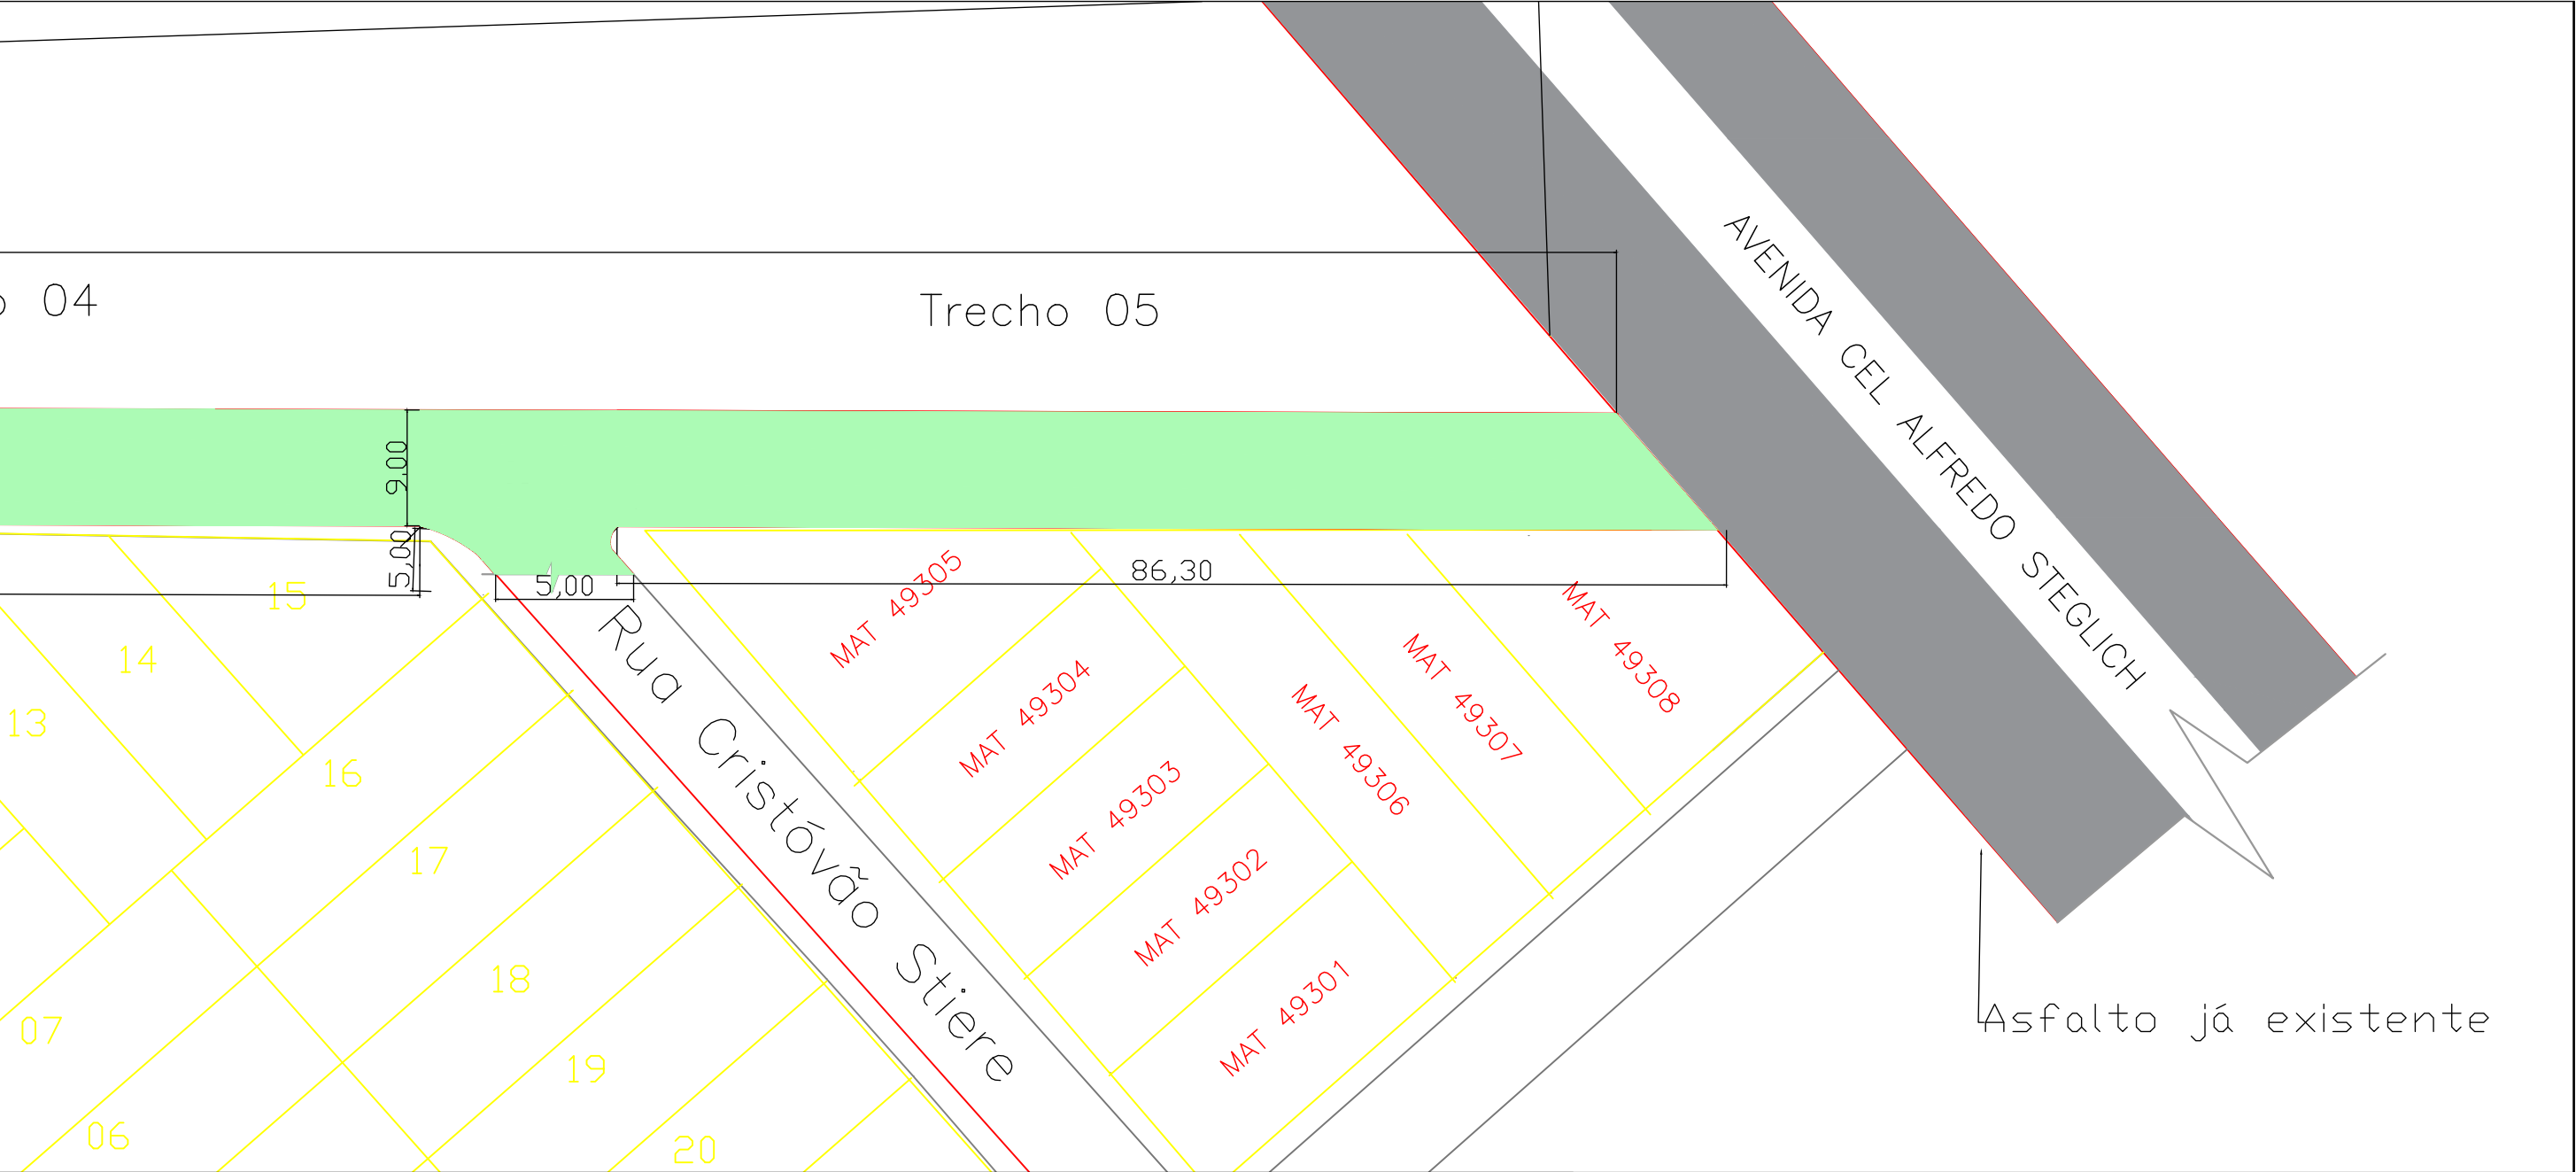 04
Trecho 05
AVENIDA CEL ALFREDO STEGLICH
9,00
5,00
5,00
86,30
15
14
13
16
17
18
19
20
07
06
Rua Cristóvão Stiere
MAT 49305
MAT 49304
MAT 49303
MAT 49302
MAT 49301
MAT 49306
MAT 49307
MAT 49308
Asfalto já existente